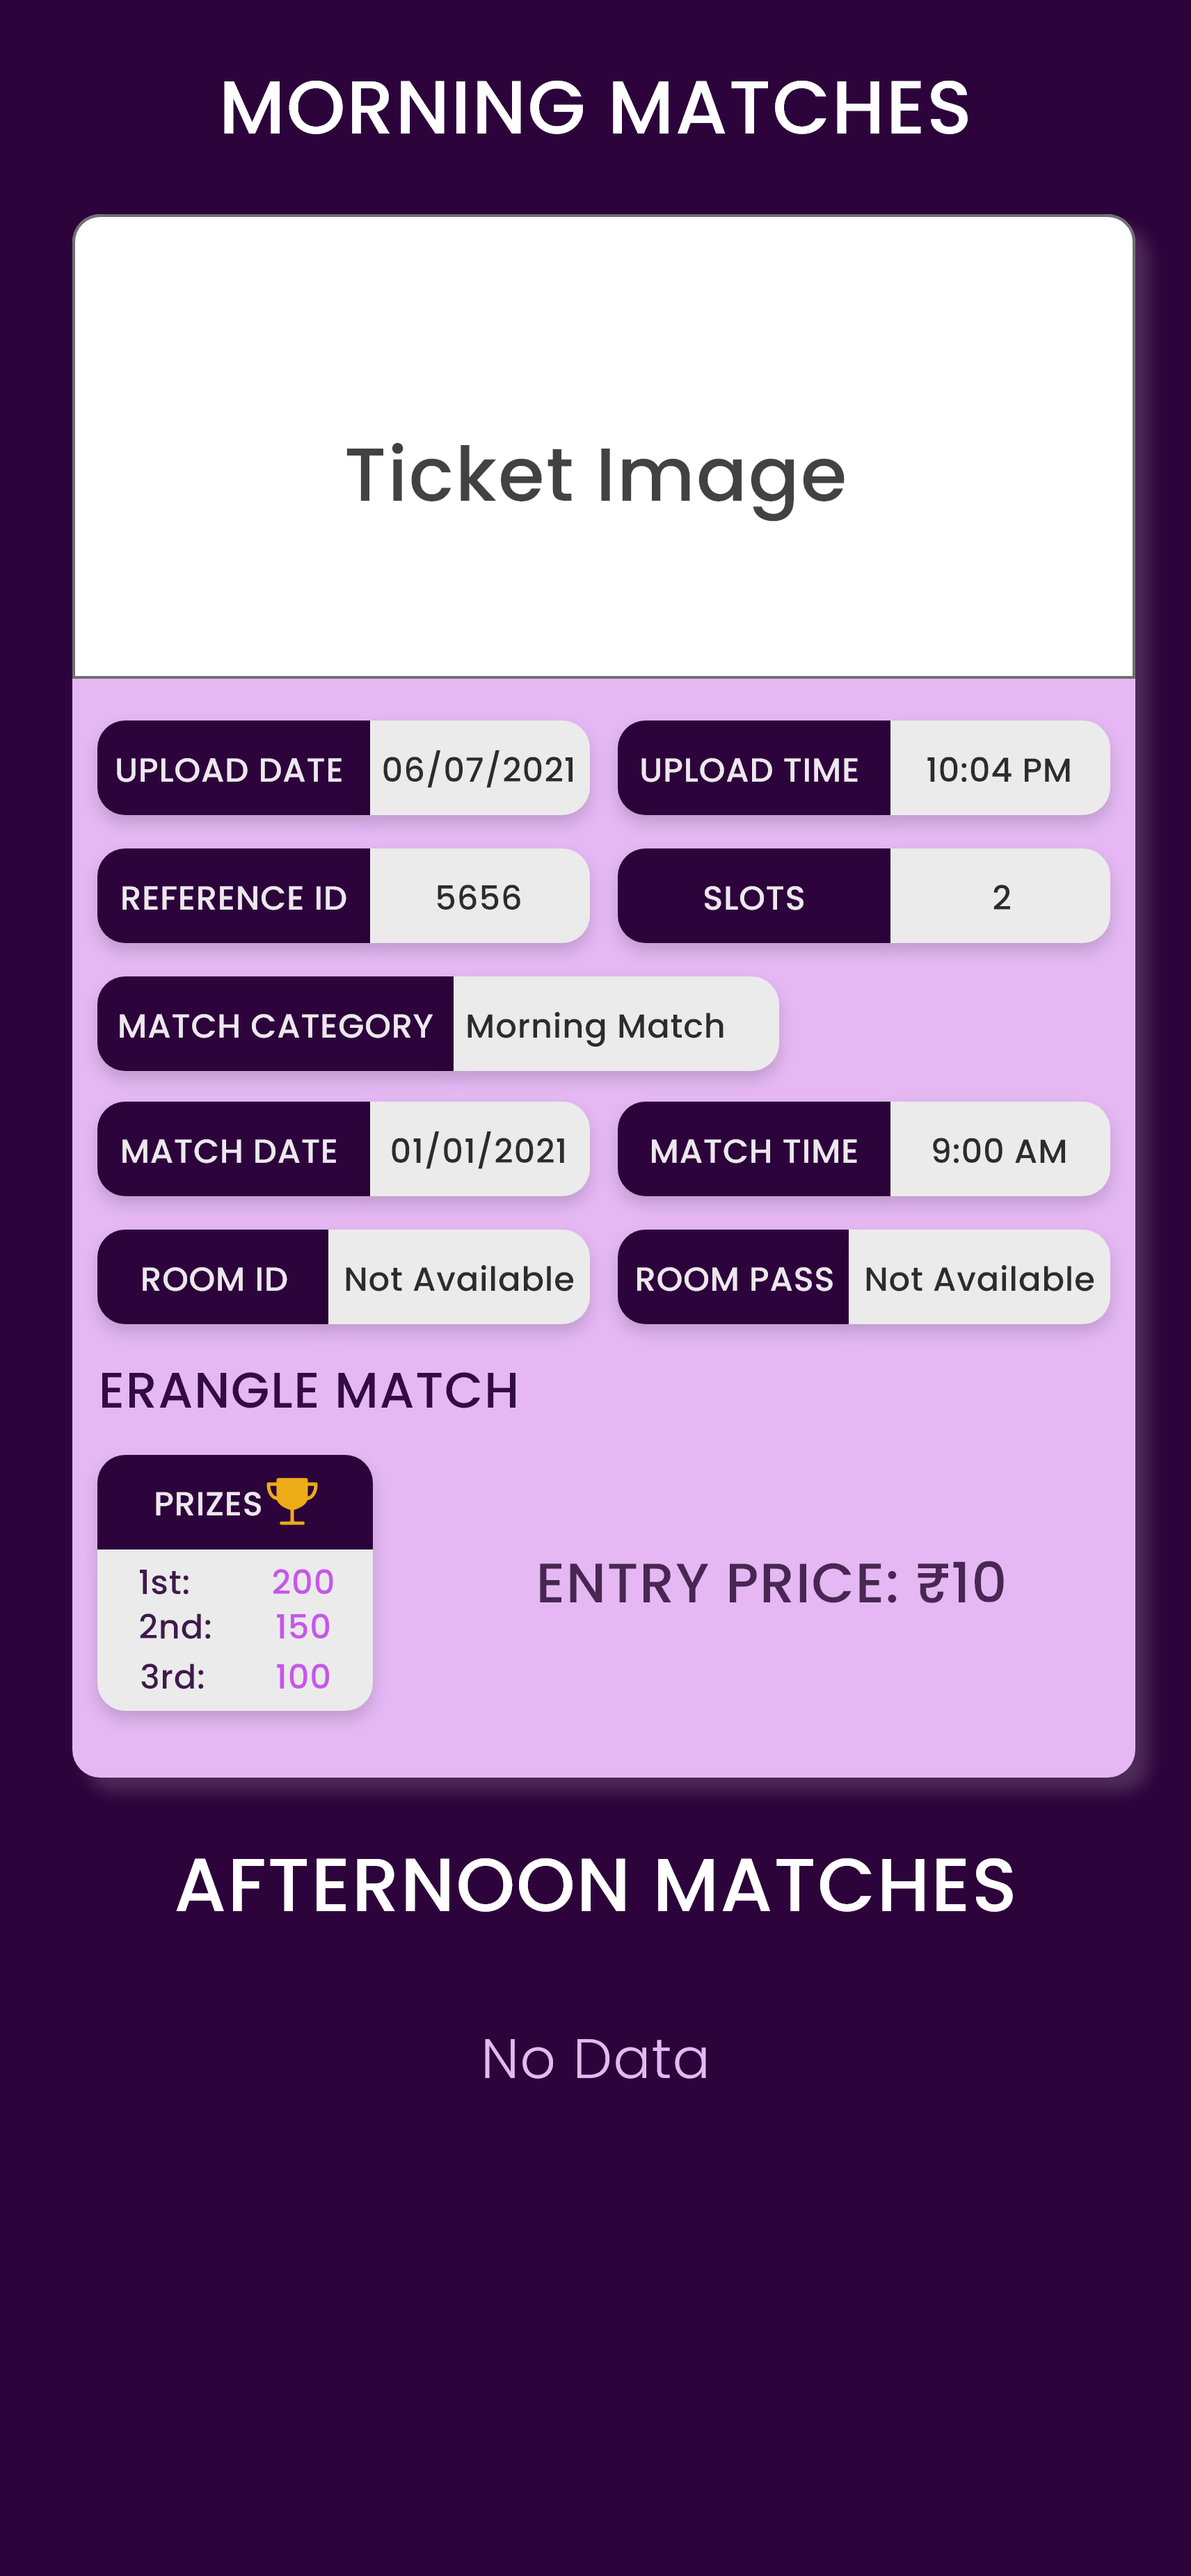 MORNING MATCHES
Ticket Image
UPLOAD DATE 06/07/2021 UPLOAD TIME 10:04 PM
REFERENCE ID 5656 SLOTS 2
MATCH CATEGORY Morning Match
MATCH DATE 01/01/2021 MATCH TIME 9:00 AM
ROOM ID Not Available ROOM PASS Not Available
ERANGLE MATCH
PRIZES
1st: 200
2nd: 150
3rd: 100
ENTRY PRICE: ₹10
AFTERNOON MATCHES
No Data